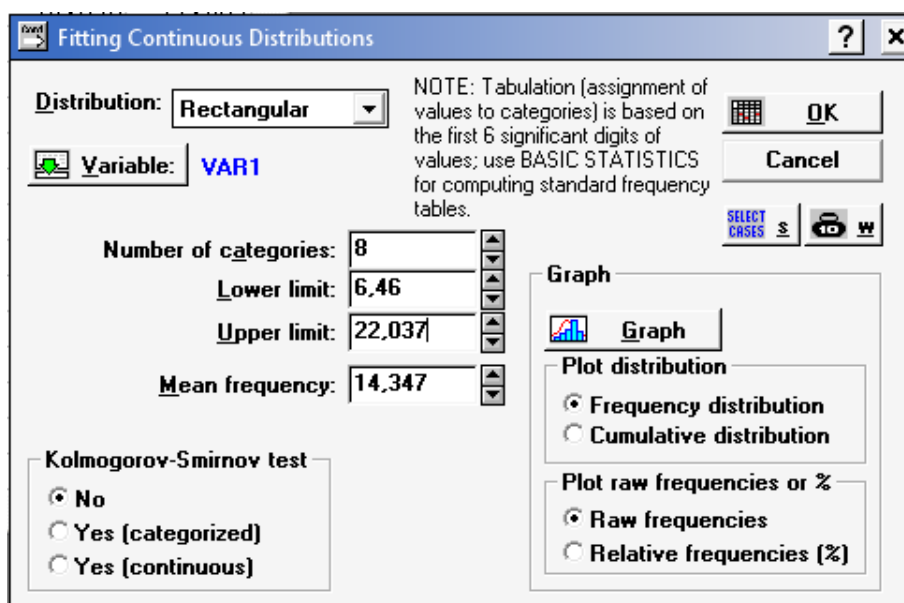 Fitting Continuous Distributions
Distribution: Rectangular
Variable: VAR1
NOTE: Tabulation (assignment of
values to categories) is based on
the first 6 significant digits of
values; use BASIC STATISTICS
for computing standard frequency
tables.
OK
Cancel
SELECT
CASES S
W
Number of categories: 8
Lower limit: 6,46
Upper limit: 22,037
Mean frequency: 14,347
Kolmogorov-Smirnov test
No
Yes (categorized)
Yes (continuous)
Graph
Graph
Plot distribution
Frequency distribution
Cumulative distribution
Plot raw frequencies or %
Raw frequencies
Relative frequencies (%)